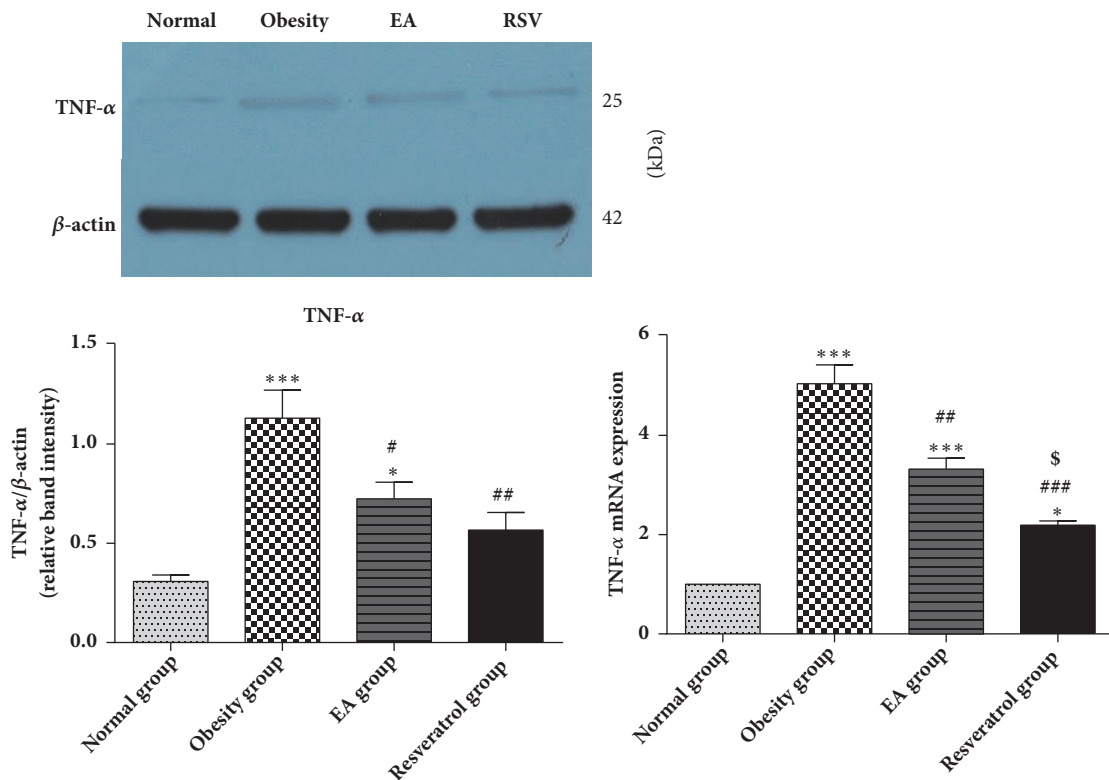 Normal Obesity EA RSV
TNF-α 25
β-actin 42
(kDa)
TNF-α
TNF-α/β-actin
(relative band intensity)
1.5
1.0
0.5
0.0
***
#
*
##
Normal group
Obesity group
EA group
Resveratrol group
TNF-α mRNA expression
6
4
2
0
***
##
***
$
###
*
Normal group
Obesity group
EA group
Resveratrol group